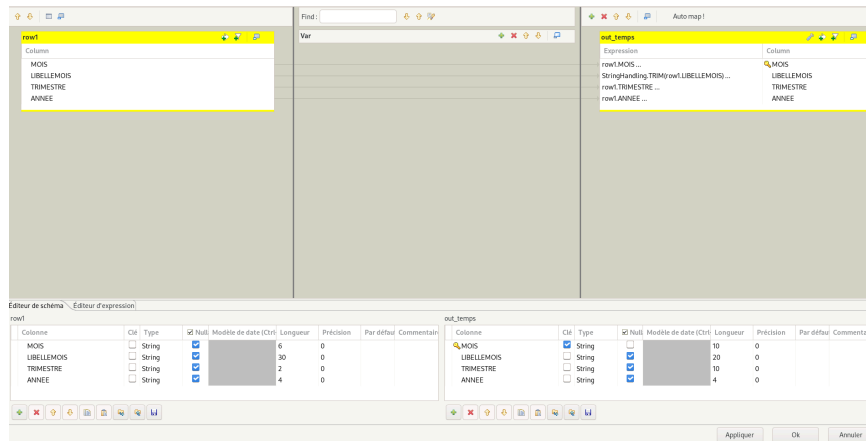 Find :
Auto map !
row1
Var
out_temps
Column
Expression Column
MOIS
row1.MOIS ... MOIS
LIBELLEMOIS
StringHandling.TRIM(row1.LIBELLEMOIS) ... LIBELLEMOIS
TRIMESTRE
row1.TRIMESTRE ... TRIMESTRE
ANNEE
row1.ANNEE ... ANNEE
Éditeur de schéma Éditeur d'expression
row1
Colonne Clé Type Null Modèle de date (Ctrl- Longueur Précision Par défau Commentair
MOIS String 6 0
LIBELLEMOIS String 30 0
TRIMESTRE String 2 0
ANNEE String 4 0
out_temps
Colonne Clé Type Null Modèle de date (Ctrl- Longueur Précision Par défau Commenta
MOIS String 10 0
LIBELLEMOIS String 20 0
TRIMESTRE String 10 0
ANNEE String 4 0
Appliquer Ok Annuler